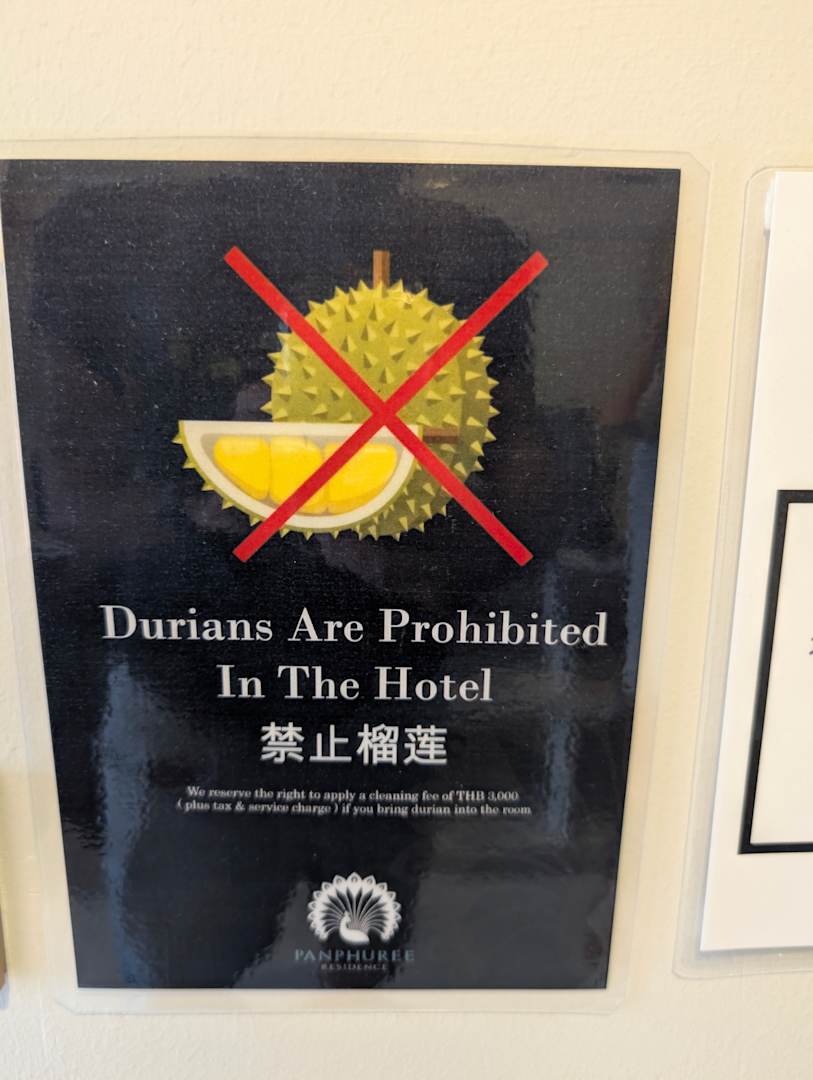 Durians Are Prohibited
In The Hotel
禁止榴莲
We reserve the right to apply a cleaning fee of THB 3,000
( plus tax & service charge ) if you bring durian into the room
PANPHUREE
RESIDENCE